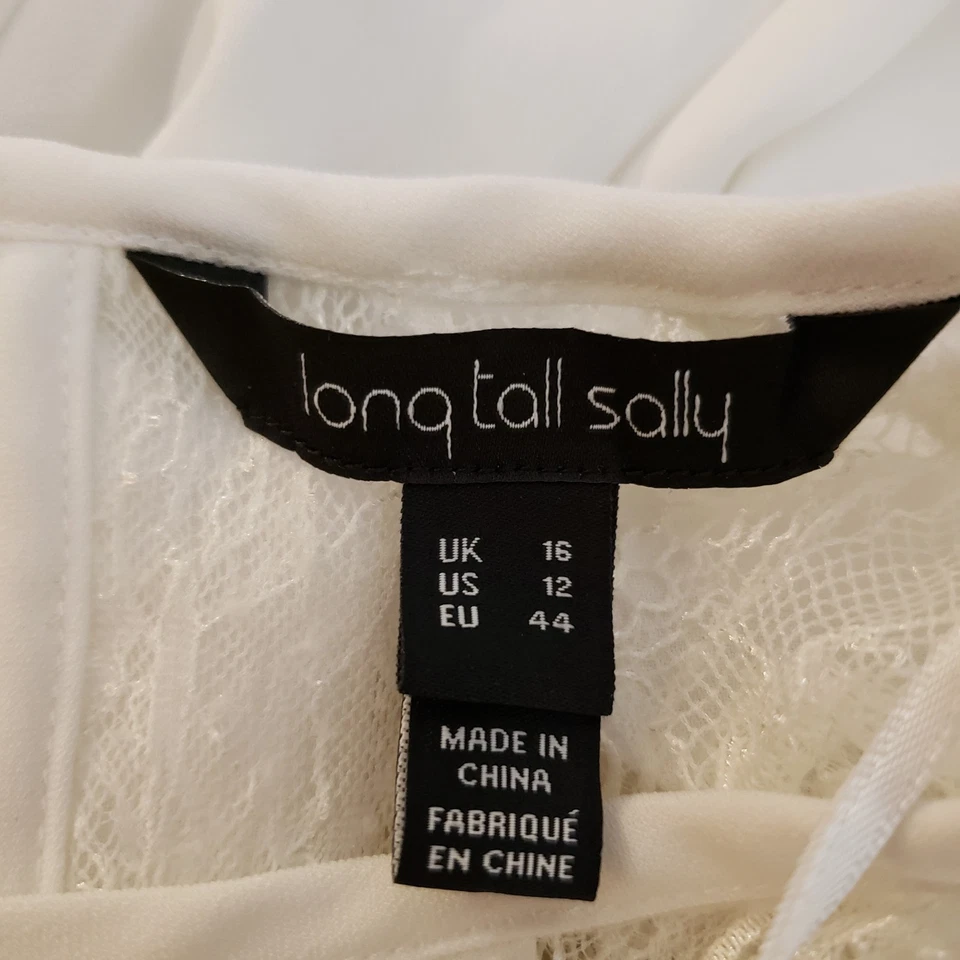 long tall sally
UK 16
US 12
EU 44
MADE IN
CHINA
FABRIQUÉ
EN CHINE